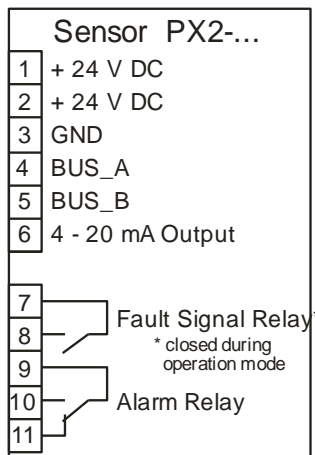 Sensor PX2-...
1 + 24 V DC
2 + 24 V DC
3 GND
4 BUS_A
5 BUS_B
6 4 - 20 mA Output
7
8
Fault Signal Relay*
* closed during
operation mode
9
10 Alarm Relay
11